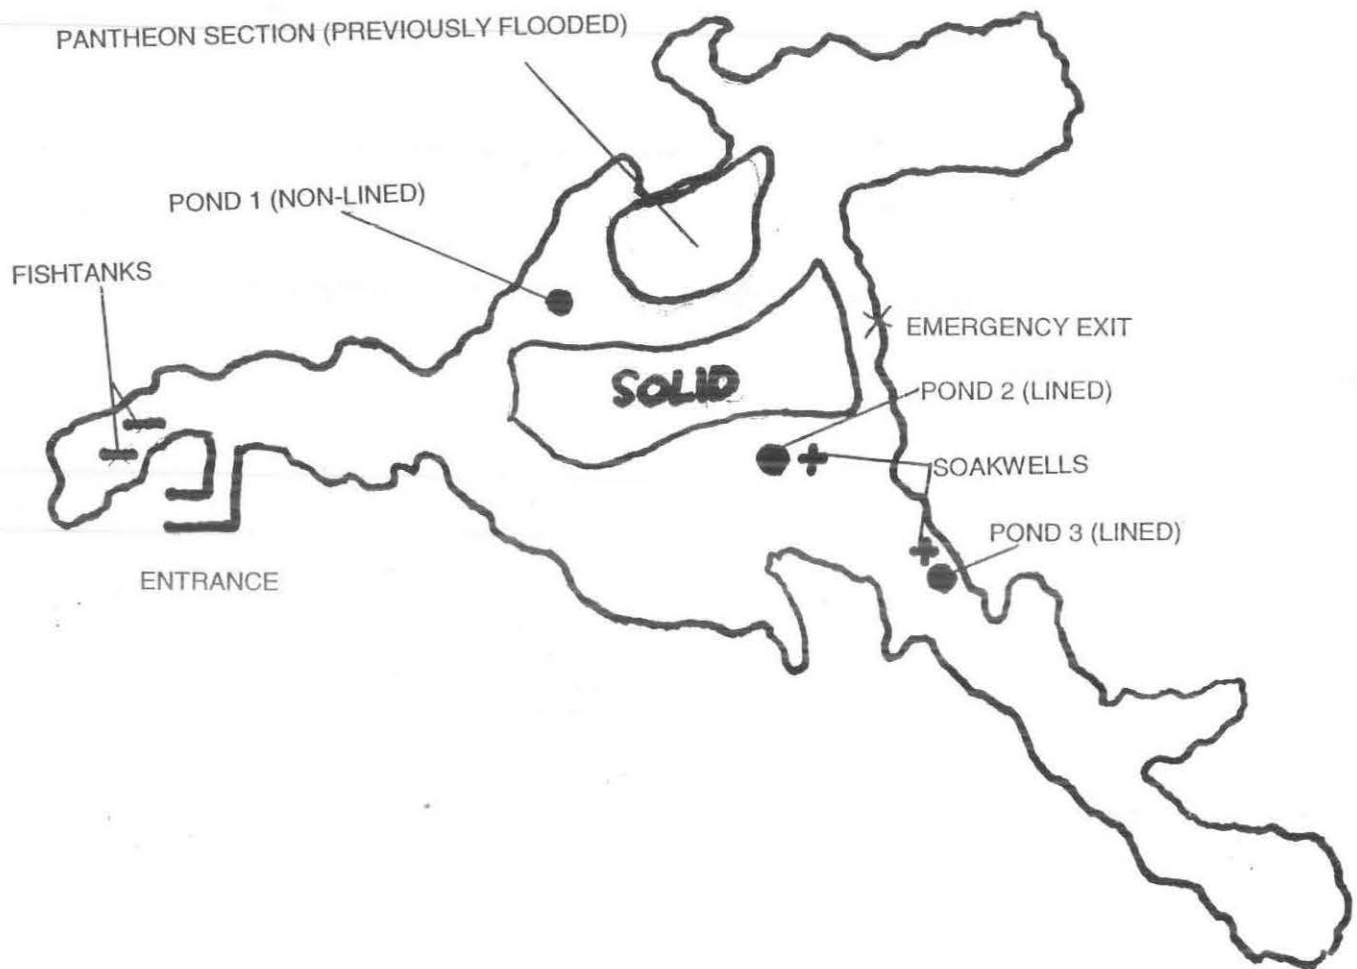 PANTHEON SECTION (PREVIOUSLY FLOODED)
POND 1 (NON-LINED)
FISHTANKS
EMERGENCY EXIT
SOLID
POND 2 (LINED)
SOAKWELLS
POND 3 (LINED)
ENTRANCE